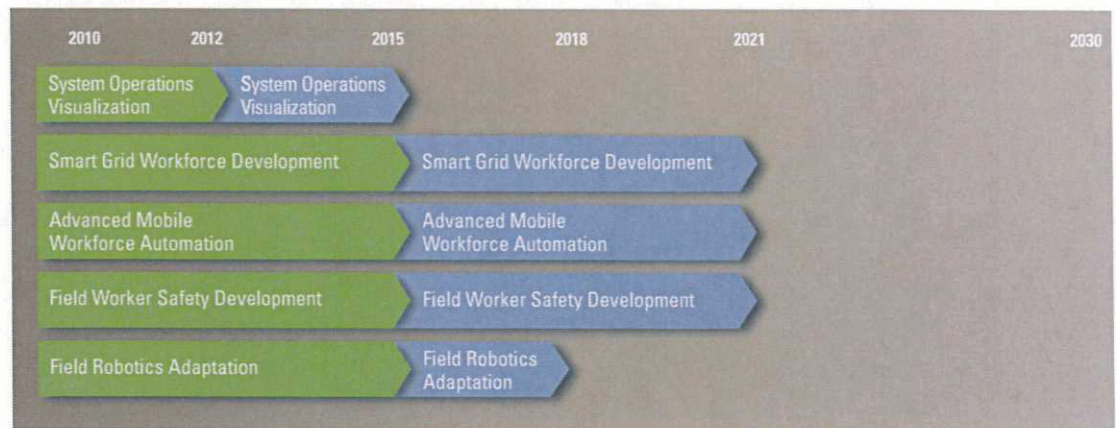 2010 2012 2015 2018 2021 2030
System Operations System Operations
Visualization Visualization
Smart Grid Workforce Development Smart Grid Workforce Development
Advanced Mobile Advanced Mobile
Workforce Automation Workforce Automation
Field Worker Safety Development Field Worker Safety Development
Field Robotics Adaptation Field Robotics
Adaptation